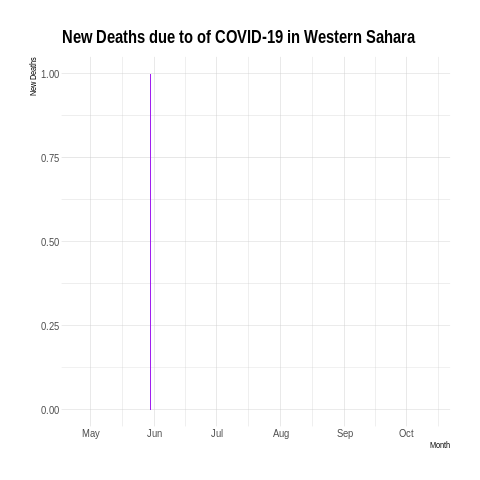 New Deaths due to of COVID-19 in Western Sahara
New Deaths
1.00
0.75
0.50
0.25
0.00
May Jun Jul Aug Sep Oct
Month